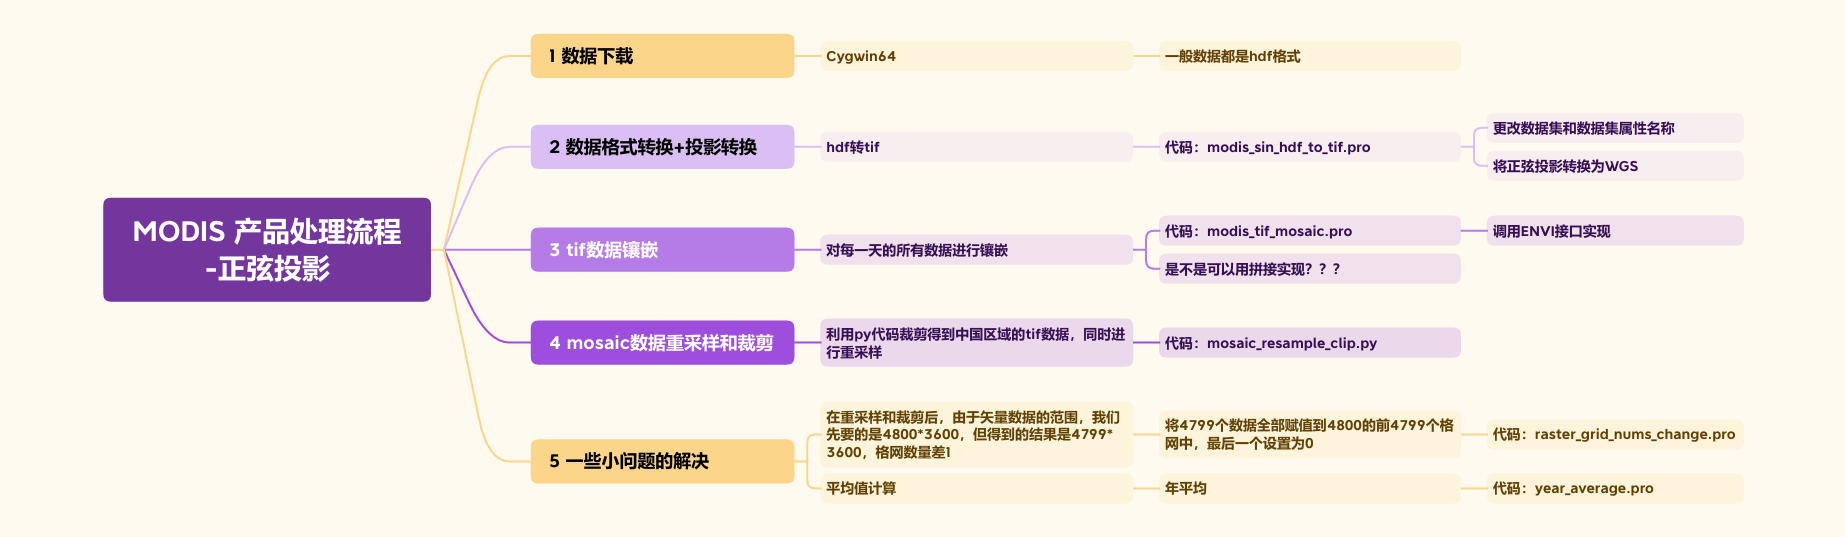 MODIS 产品处理流程
-正弦投影
1 数据下载
Cygwin64
一般数据都是hdf格式
2 数据格式转换+投影转换
hdf转tif
代码：modis_sin_hdf_to_tif.pro
更改数据集和数据集属性名称
将正弦投影转换为WGS
3 tif数据镶嵌
对每一天的所有数据进行镶嵌
代码：modis_tif_mosaic.pro
调用ENVI接口实现
是不是可以用拼接实现？？？
4 mosaic数据重采样和裁剪
利用py代码裁剪得到中国区域的tif数据，同时进
行重采样
代码：mosaic_resample_clip.py
5 一些小问题的解决
在重采样和裁剪后，由于矢量数据的范围，我们
先要的是4800*3600，但得到的结果是4799*
3600，格网数量差1
将4799个数据全部赋值到4800的前4799个格
网中，最后一个设置为0
代码：raster_grid_nums_change.pro
平均值计算
年平均
代码：year_average.pro